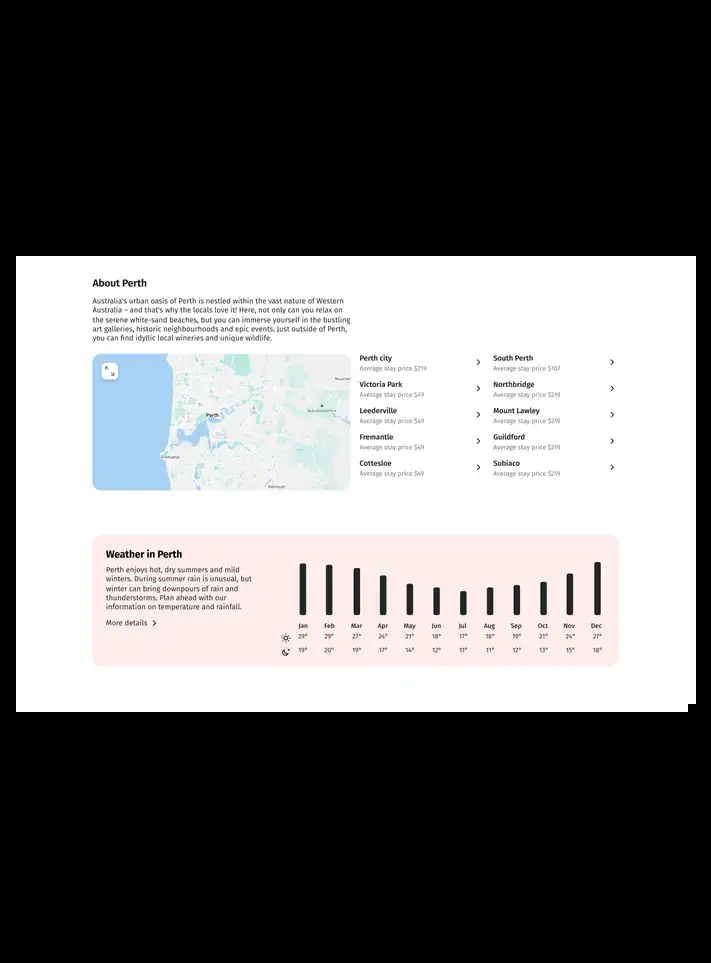 About Perth
Australia's urban oasis of Perth is nestled within the vast nature of Western
Australia – and that's why the locals love it! Here, not only can you relax on
the serene white-sand beaches, but you can immerse yourself in the bustling
art galleries, historic neighbourhoods and epic events. Just outside of Perth,
you can find idyllic local wineries and unique wildlife.
Perth
Fremantle
Perth city
Average stay price $219
South Perth
Average stay price $107
Victoria Park
Average stay price $49
Northbridge
Average stay price $219
Leederville
Average stay price $49
Mount Lawley
Average stay price $219
Fremantle
Average stay price $49
Guildford
Average stay price $219
Cottesloe
Average stay price $49
Subiaco
Average stay price $219
Weather in Perth
Perth enjoys hot, dry summers and mild
winters. During summer rain is unusual, but
winter can bring downpours of rain and
thunderstorms. Plan ahead with our
information on temperature and rainfall.
More details
Jan Feb Mar Apr May Jun Jul Aug Sep Oct Nov Dec
29° 29° 27° 24° 21° 18° 17° 18° 19° 21° 24° 27°
19° 20° 19° 17° 14° 12° 11° 11° 12° 13° 15° 18°